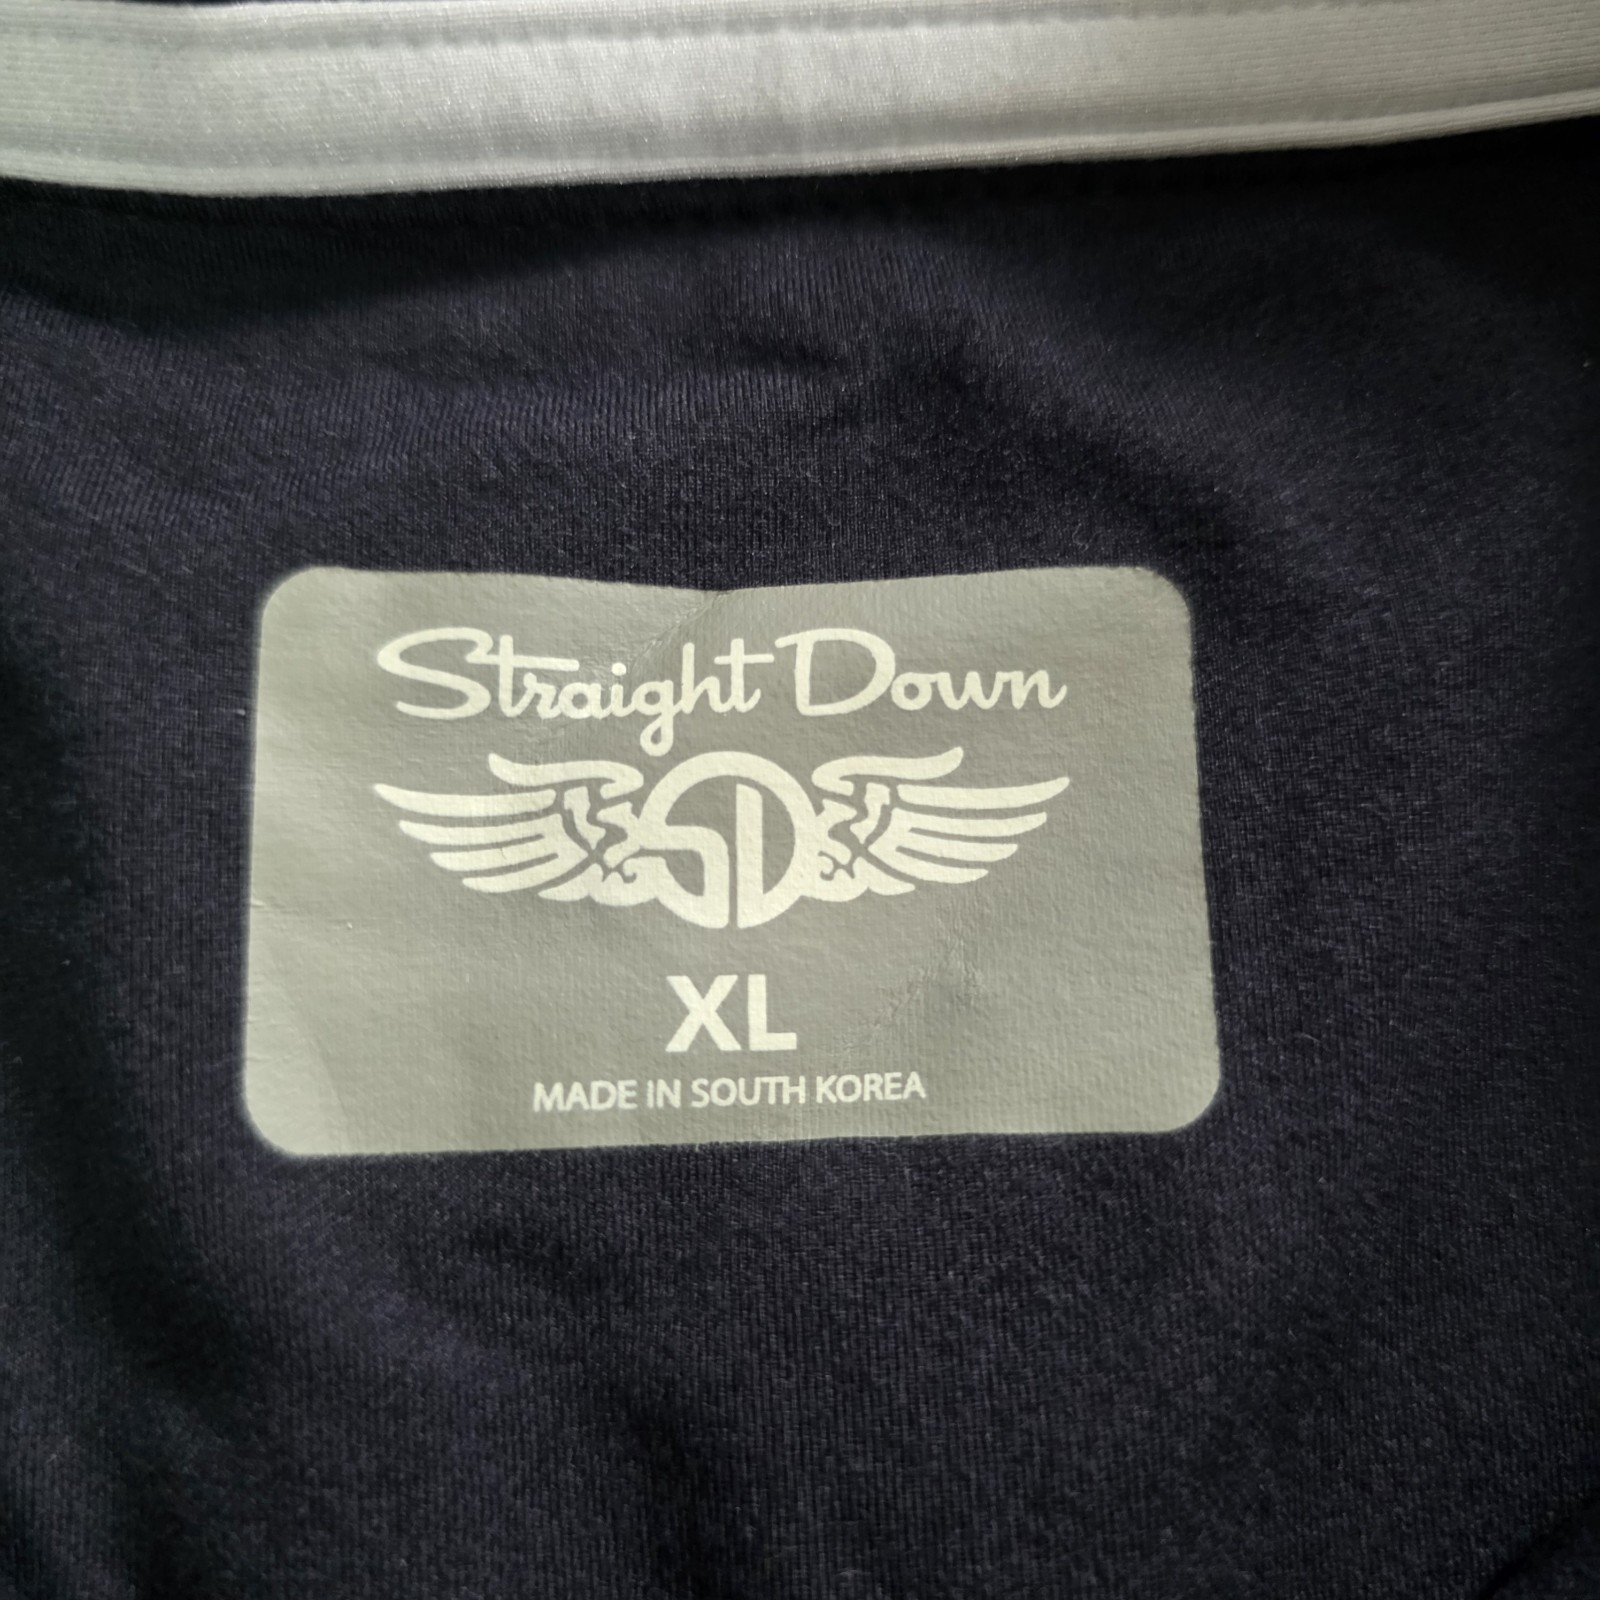 Straight Down
SD
XL
MADE IN SOUTH KOREA